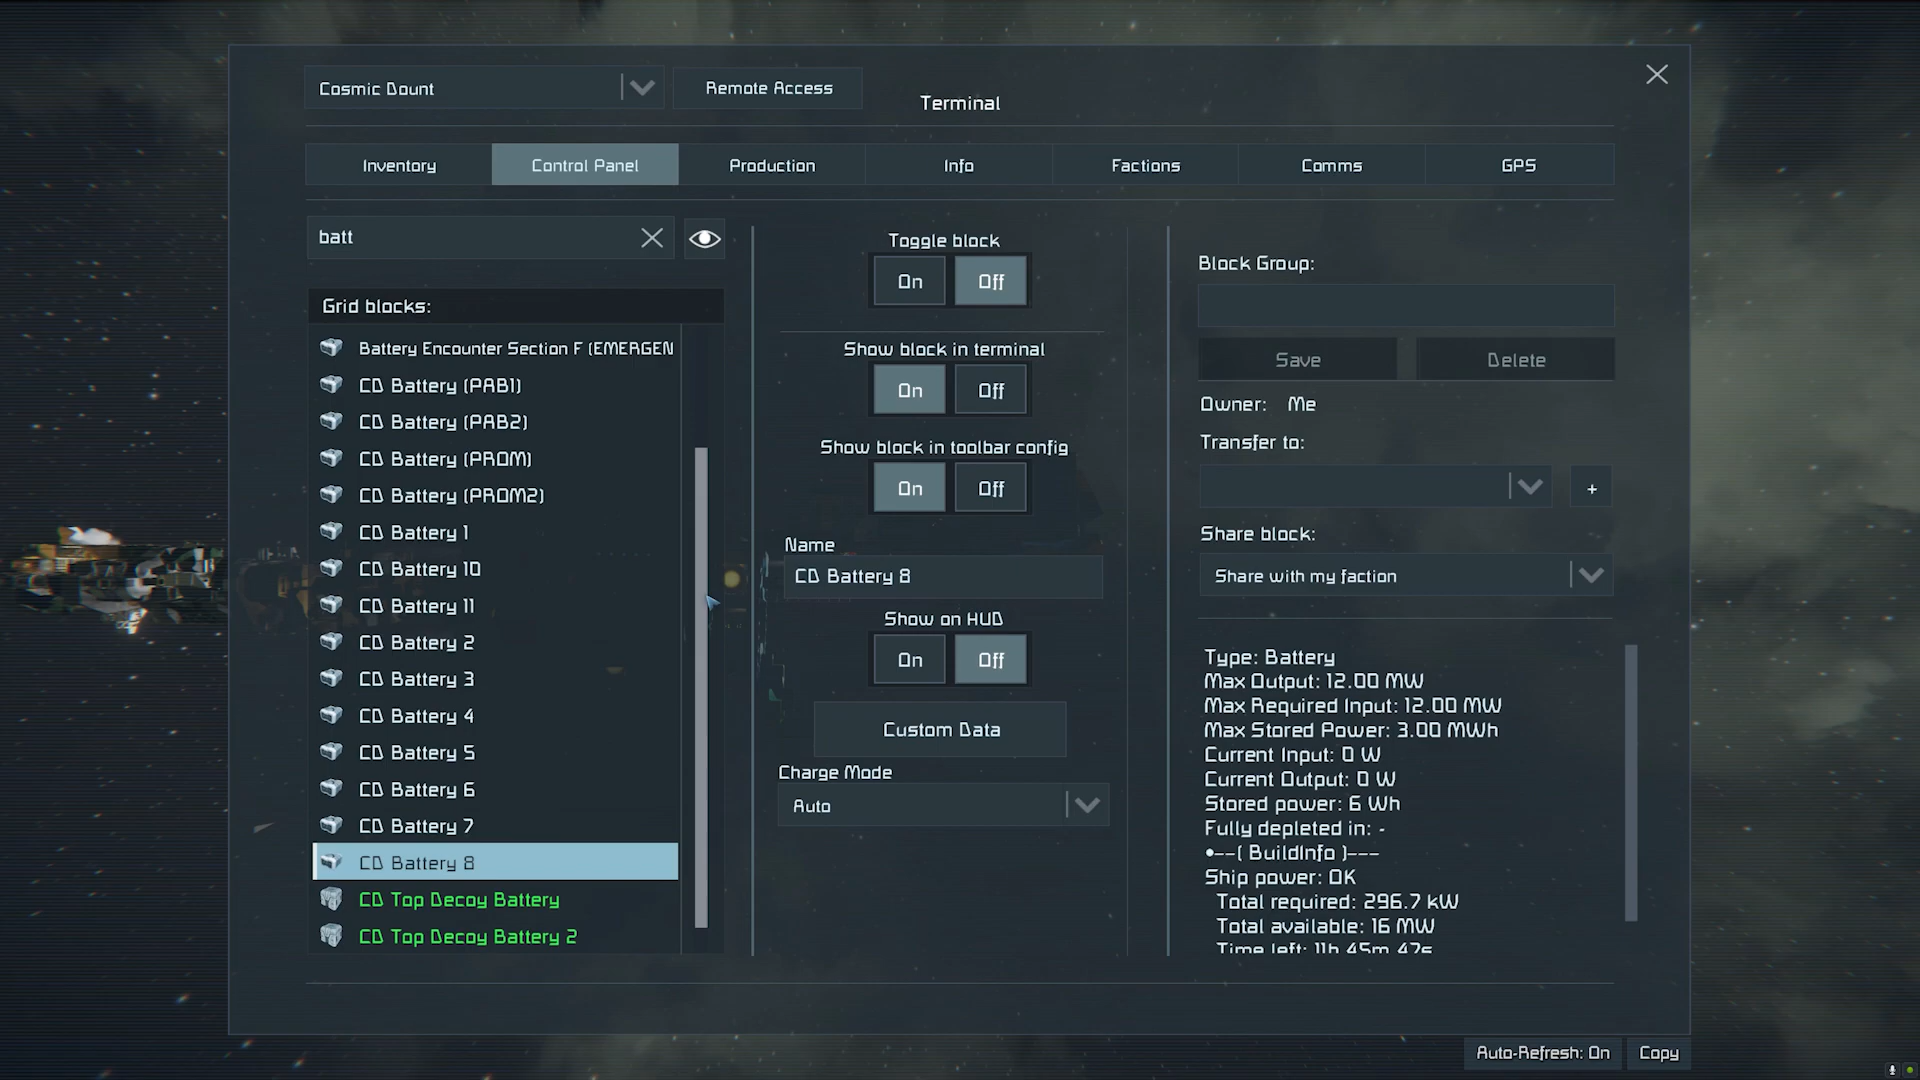 Cosmic Dount
Remote Access
Terminal
Inventory
Control Panel
Production
Info
Factions
Comms
GPS
batt
Grid blocks:
Battery Encounter Section F (EMERGEN
CD Battery (PAB1)
CD Battery (PAB2)
CD Battery (PROM)
CD Battery (PROM2)
CD Battery 1
CD Battery 10
CD Battery 11
CD Battery 2
CD Battery 3
CD Battery 4
CD Battery 5
CD Battery 6
CD Battery 7
CD Battery 8
CD Top Decoy Battery
CD Top Decoy Battery 2
Toggle block
On Off
Show block in terminal
On Off
Show block in toolbar config
On Off
Name
CD Battery 8
Show on HUD
On Off
Custom Data
Charge Mode
Auto
Block Group:
Save
Delete
Owner: Me
Transfer to:
+
Share block:
Share with my faction
Type: Battery
Max Output: 12.00 MW
Max Required Input: 12.00 MW
Max Stored Power: 3.00 MWh
Current Input: 0 W
Current Output: 0 W
Stored power: 6 Wh
Fully depleted in: -
•--( BuildInfo )---
Ship power: OK
Total required: 296.7 kW
Total available: 16 MW
Time left: 11h 45m 47s
Auto-Refresh: On
Copy